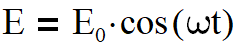 E = E₀·cos(ωt)